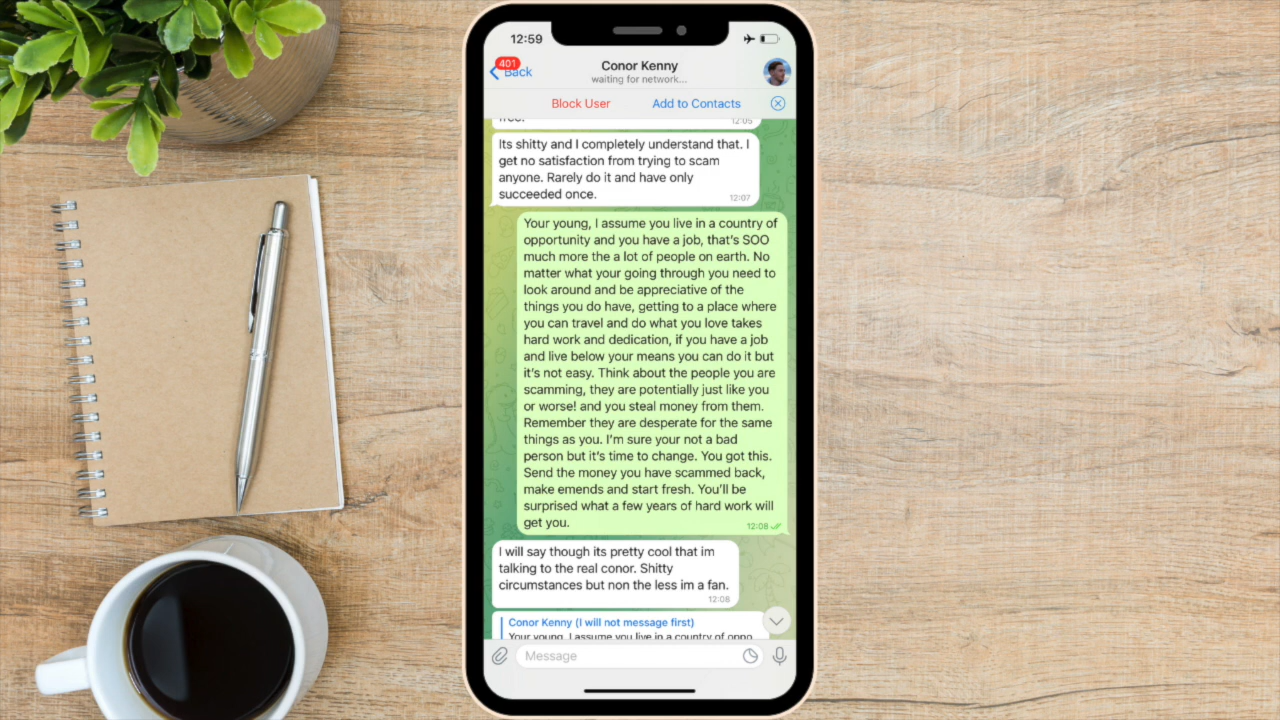 12:59
401
Back
Conor Kenny
waiting for network...
Block User
Add to Contacts
free.
12:05
Its shitty and I completely understand that. I
get no satisfaction from trying to scam
anyone. Rarely do it and have only
succeeded once.
12:07
Your young, I assume you live in a country of
opportunity and you have a job, that's SOO
much more the a lot of people on earth. No
matter what your going through you need to
look around and be appreciative of the
things you do have, getting to a place where
you can travel and do what you love takes
hard work and dedication, if you have a job
and live below your means you can do it but
it's not easy. Think about the people you are
scamming, they are potentially just like you
or worse! and you steal money from them.
Remember they are desperate for the same
things as you. I'm sure your not a bad
person but it's time to change. You got this.
Send the money you have scammed back,
make emends and start fresh. You'll be
surprised what a few years of hard work will
get you.
12:08
I will say though its pretty cool that im
talking to the real conor. Shitty
circumstances but non the less im a fan.
12:08
Conor Kenny (I will not message first)
Your young, I assume you live in a country of oppo
Message